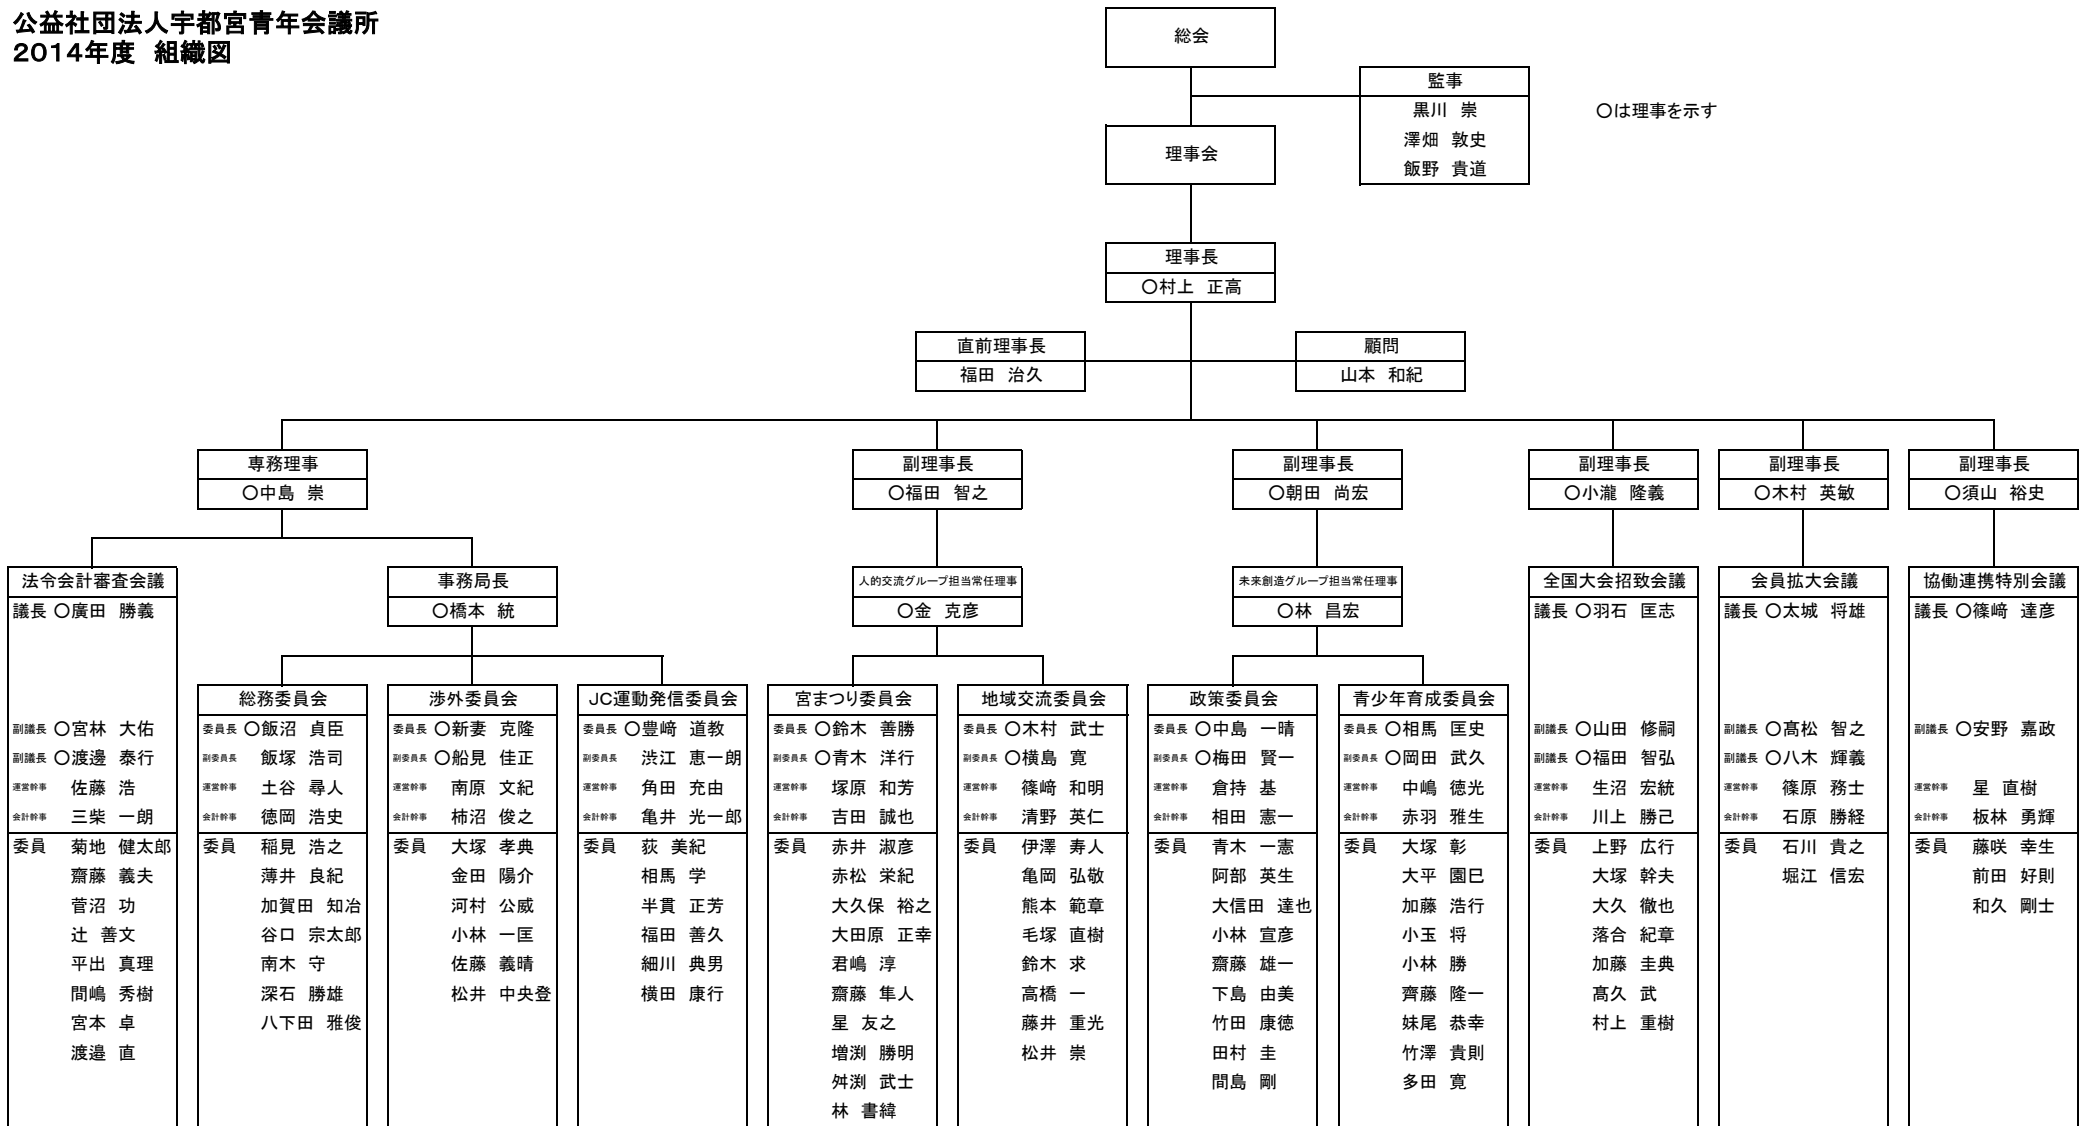 公益社団法人宇都宮青年会議所
2014年度 組織図
総会
監事
黒川 崇
澤畑 敦史
飯野 貴道
〇は理事を示す
理事会
理事長
〇村上 正高
直前理事長
福田 治久
顧問
山本 和紀
専務理事
〇中島 崇
副理事長
〇福田 智之
副理事長
〇朝田 尚宏
副理事長
〇小瀧 隆義
副理事長
〇木村 英敏
副理事長
〇須山 裕史
法令会計審査会議
議長 〇廣田 勝義
副議長 〇宮林 大佑
副議長 〇渡邊 泰行
運営幹事 佐藤 浩
会計幹事 三柴 一朗
委員 菊地 健太郎
齋藤 義夫
菅沼 功
辻 善文
平出 真理
間嶋 秀樹
宮本 卓
渡邉 直
事務局長
〇橋本 統
総務委員会
委員長 〇飯沼 貞臣
副委員長 飯塚 浩司
運営幹事 土谷 尋人
会計幹事 徳岡 浩史
委員 稲見 浩之
薄井 良紀
加賀田 知冶
谷口 宗太郎
南木 守
深石 勝雄
八下田 雅俊
渉外委員会
委員長 〇新妻 克隆
副委員長 〇船見 佳正
運営幹事 南原 文紀
会計幹事 柿沼 俊之
委員 大塚 孝典
金田 陽介
河村 公威
小林 一匡
佐藤 義晴
松井 中央登
JC運動発信委員会
委員長 〇豊﨑 道教
副委員長 渋江 恵一朗
運営幹事 角田 充由
会計幹事 亀井 光一郎
委員 荻 美紀
相馬 学
半貫 正芳
福田 善久
細川 典男
横田 康行
人的交流グループ担当常任理事
〇金 克彦
宮まつり委員会
委員長 〇鈴木 善勝
副委員長 〇青木 洋行
運営幹事 塚原 和芳
会計幹事 吉田 誠也
委員 赤井 淑彦
赤松 栄紀
大久保 裕之
大田原 正幸
君嶋 淳
齋藤 隼人
星 友之
増渕 勝明
舛渕 武士
林 書緯
地域交流委員会
委員長 〇木村 武士
副委員長 〇横島 寛
運営幹事 篠﨑 和明
会計幹事 清野 英仁
委員 伊澤 寿人
亀岡 弘敬
熊本 範章
毛塚 直樹
鈴木 求
高橋 一
藤井 重光
松井 崇
未来創造グループ担当常任理事
〇林 昌宏
政策委員会
委員長 〇中島 一晴
副委員長 〇梅田 賢一
運営幹事 倉持 基
会計幹事 相田 憲一
委員 青木 一憲
阿部 英生
大信田 達也
小林 宣彦
齋藤 雄一
下島 由美
竹田 康徳
田村 圭
間島 剛
青少年育成委員会
委員長 〇相馬 匡史
副委員長 〇岡田 武久
運営幹事 中嶋 徳光
会計幹事 赤羽 雅生
委員 大塚 彰
大平 園巳
加藤 浩行
小玉 将
小林 勝
齊藤 隆一
妹尾 恭幸
竹澤 貴則
多田 寛
全国大会招致会議
議長 〇羽石 匡志
副議長 〇山田 修嗣
副議長 〇福田 智弘
運営幹事 生沼 宏統
会計幹事 川上 勝己
委員 上野 広行
大塚 幹夫
大久 徹也
落合 紀章
加藤 圭典
髙久 武
村上 重樹
会員拡大会議
議長 〇太城 将雄
副議長 〇髙松 智之
副議長 〇八木 輝義
運営幹事 篠原 務士
会計幹事 石原 勝経
委員 石川 貴之
堀江 信宏
協働連携特別会議
議長 〇篠﨑 達彦
副議長 〇安野 嘉政
運営幹事 星 直樹
会計幹事 板林 勇輝
委員 藤咲 幸生
前田 好則
和久 剛士